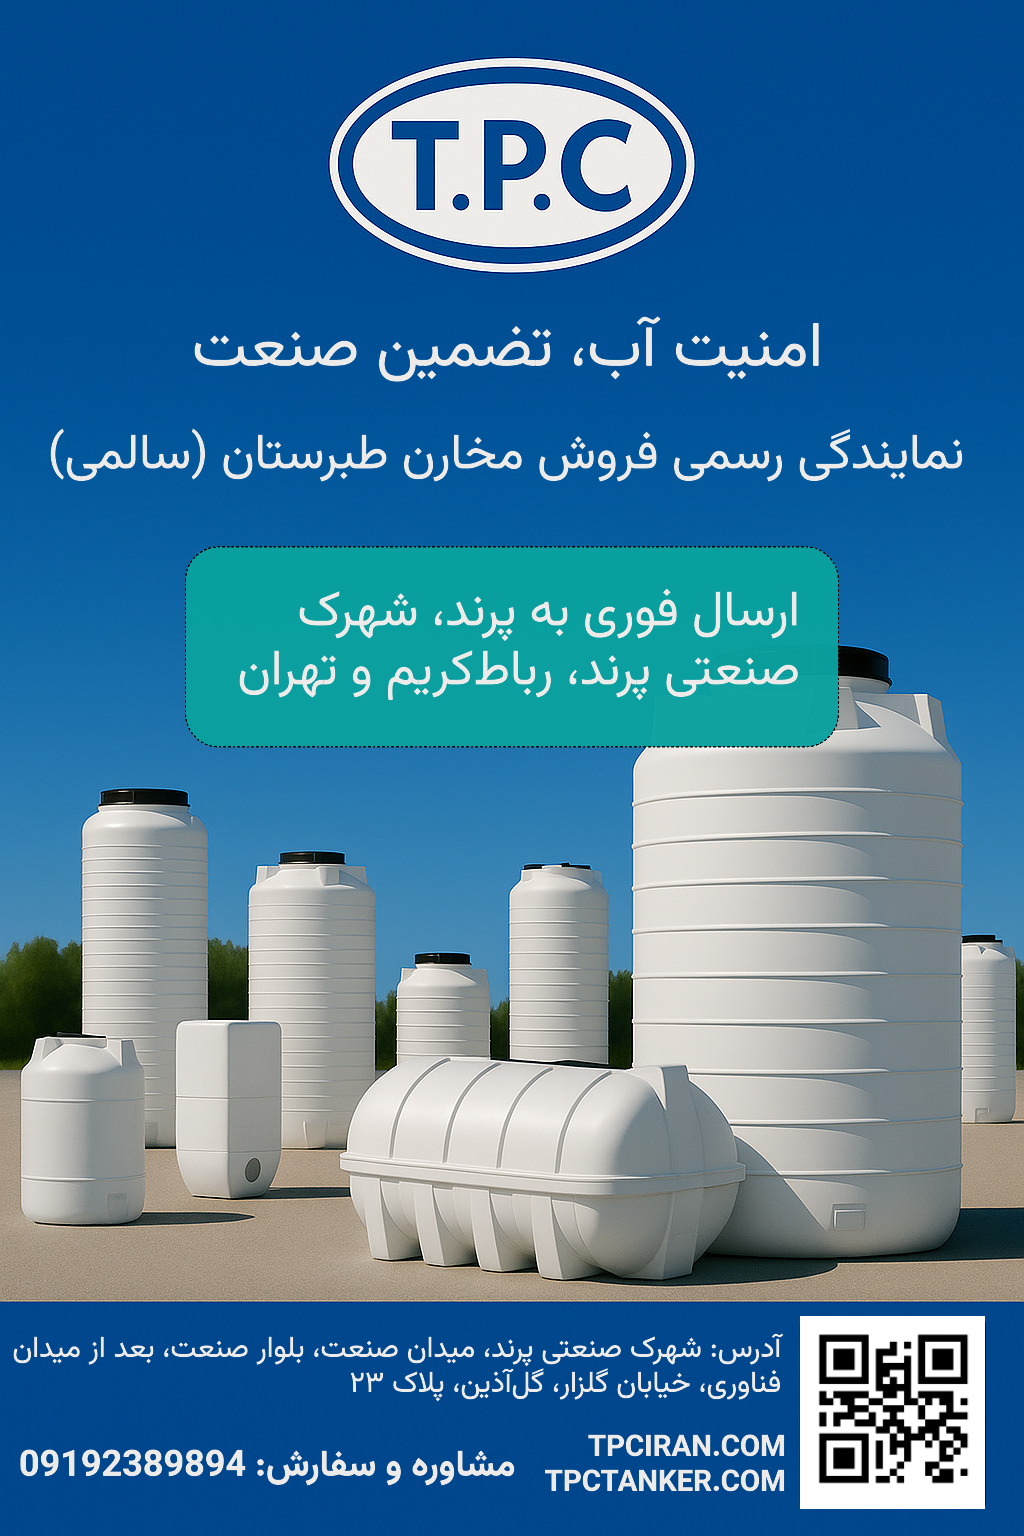 T.P.C
امنیت آب، تضمین صنعت
نمایندگی رسمی فروش مخارن طبرستان (سالمی)
ارسال فوری به پرند، شهرک
صنعتی پرند، رباط‌کریم و تهران
آدرس: شهرک صنعتی پرند، میدان صنعت، بلوار صنعت، بعد از میدان
فناوری، خیابان گلزار، گل‌آذین، پلاک ۲۳
TPCIRAN.COM
TPCTANKER.COM
مشاوره و سفارش: 09192389894